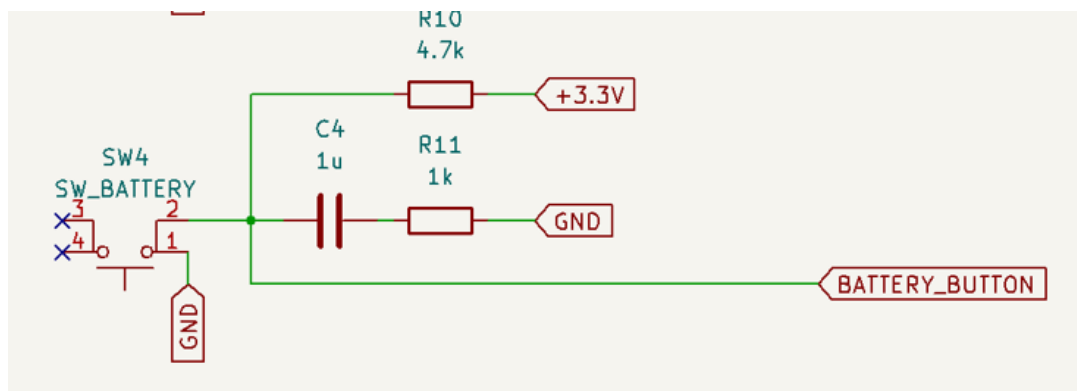 R10
4.7k
+3.3V
C4
1u
R11
1k
SW4
SW_BATTERY
3
2
GND
4
1
BATTERY_BUTTON
GND